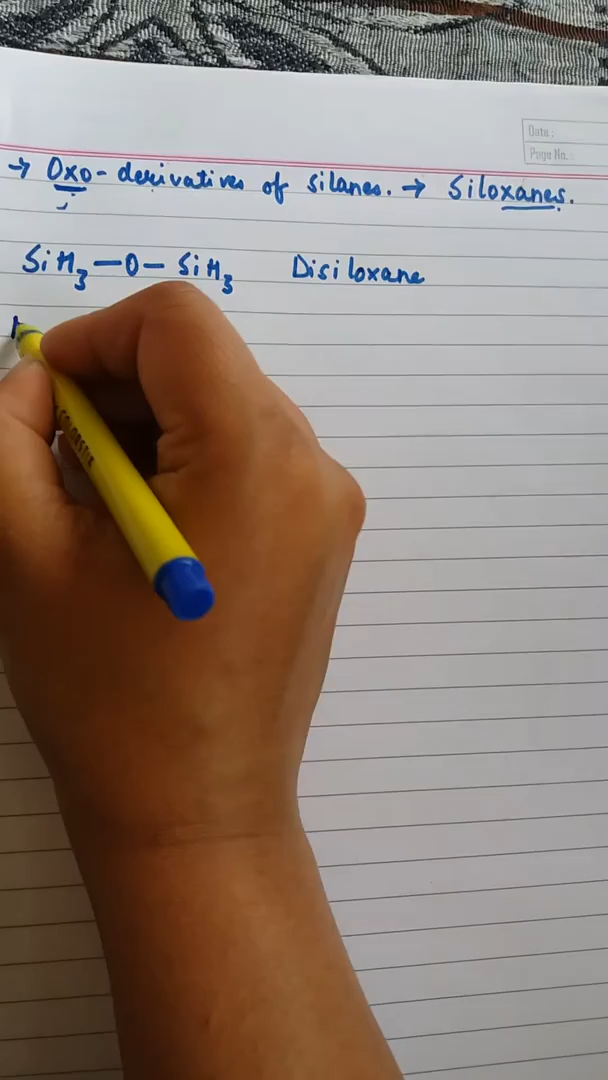 Date :
Page No.
→ Oxo-derivatives of silanes. → Siloxanes.
SiH₃—O—SiH₃ Disiloxane